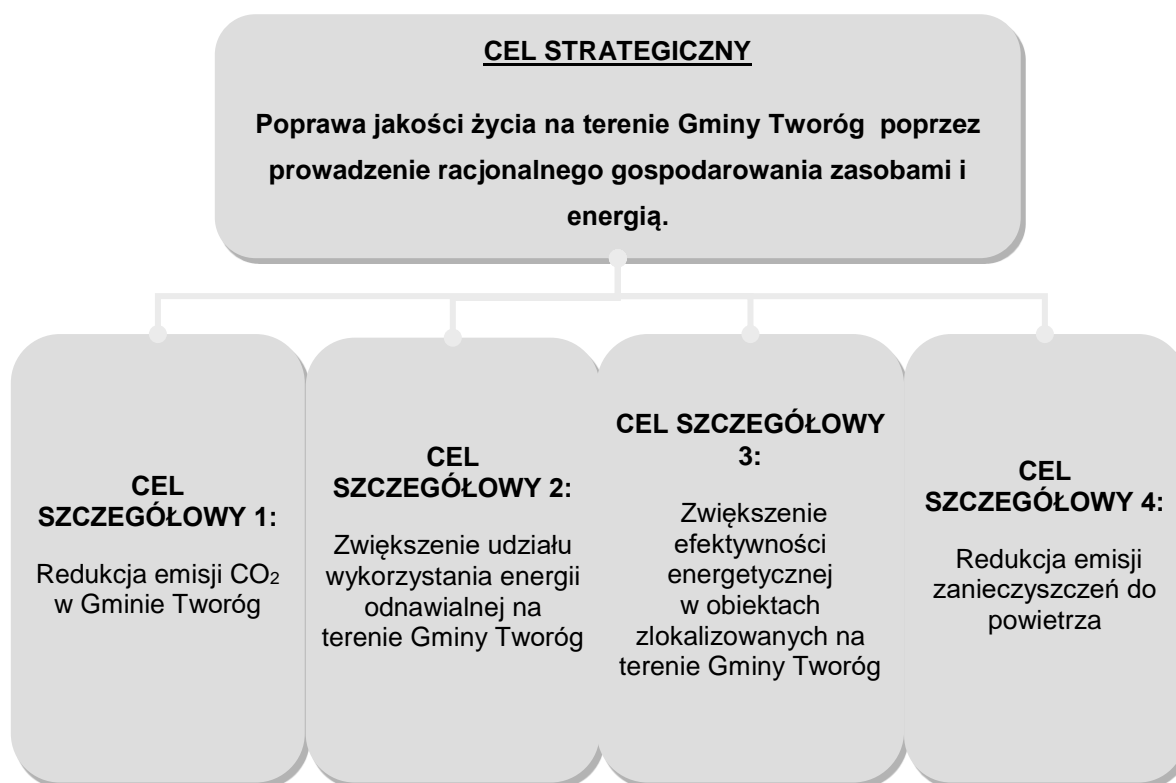 CEL STRATEGICZNY
Poprawa jakości życia na terenie Gminy Tworóg poprzez
prowadzenie racjonalnego gospodarowania zasobami i
energią.
CEL
SZCZEGÓŁOWY 1:
Redukcja emisji CO₂
w Gminie Tworóg
CEL
SZCZEGÓŁOWY 2:
Zwiększenie udziału
wykorzystania energii
odnawialnej na
terenie Gminy Tworóg
CEL SZCZEGÓŁOWY
3:
Zwiększenie
efektywności
energetycznej
w obiektach
zlokalizowanych na
terenie Gminy Tworóg
CEL
SZCZEGÓŁOWY 4:
Redukcja emisji
zanieczyszczeń do
powietrza